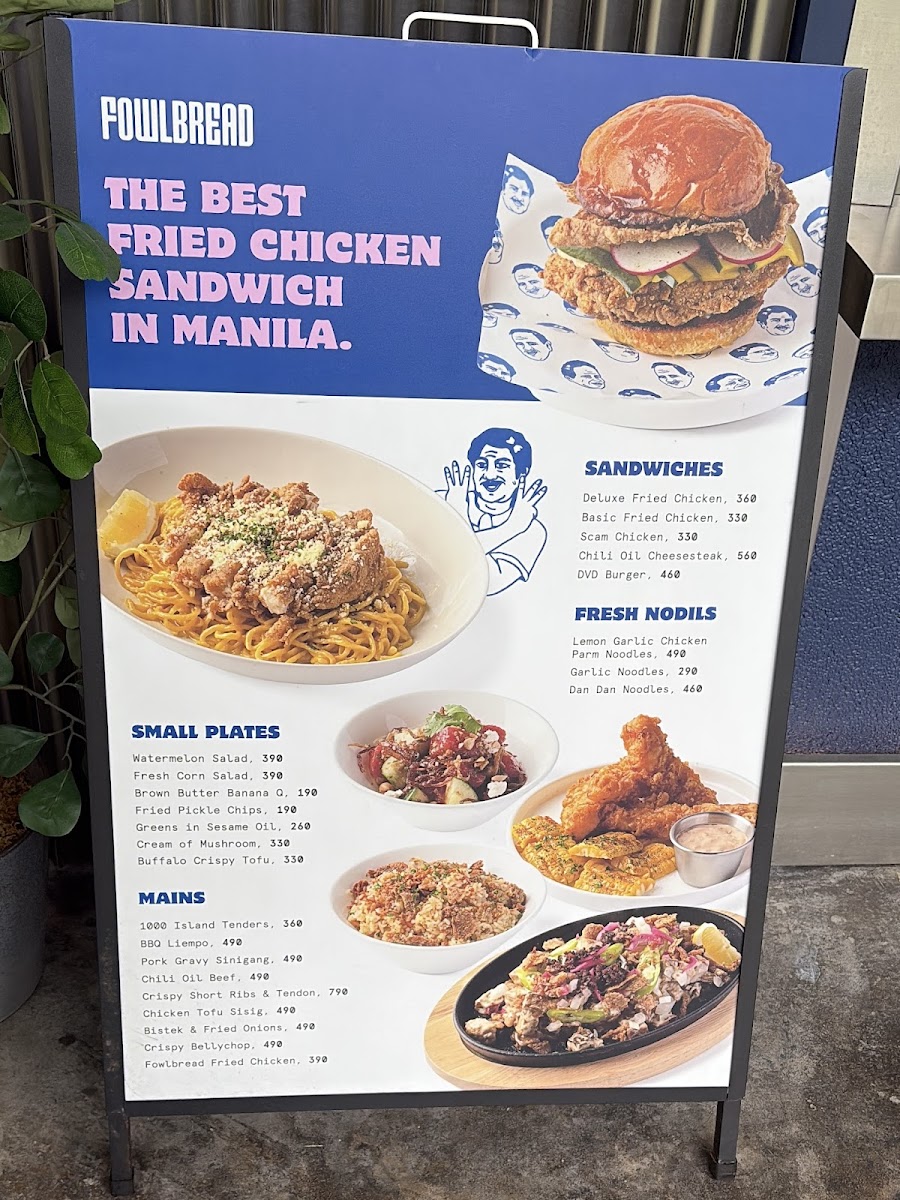 FOWLBREAD
THE BEST
FRIED CHICKEN
SANDWICH
IN MANILA.
SANDWICHES
Deluxe Fried Chicken, 360
Basic Fried Chicken, 330
Scam Chicken, 330
Chili Oil Cheesesteak, 560
DVD Burger, 460
FRESH NODILS
Lemon Garlic Chicken
Parm Noodles, 490
Garlic Noodles, 290
Dan Dan Noodles, 460
SMALL PLATES
Watermelon Salad, 390
Fresh Corn Salad, 390
Brown Butter Banana Q, 190
Fried Pickle Chips, 190
Greens in Sesame Oil, 260
Cream of Mushroom, 330
Buffalo Crispy Tofu, 330
MAINS
1000 Island Tenders, 360
BBQ Liempo, 490
Pork Gravy Sinigang, 490
Chili Oil Beef, 490
Crispy Short Ribs & Tendon, 790
Chicken Tofu Sisig, 490
Bistek & Fried Onions, 490
Crispy Bellychop, 490
Fowlbread Fried Chicken, 390